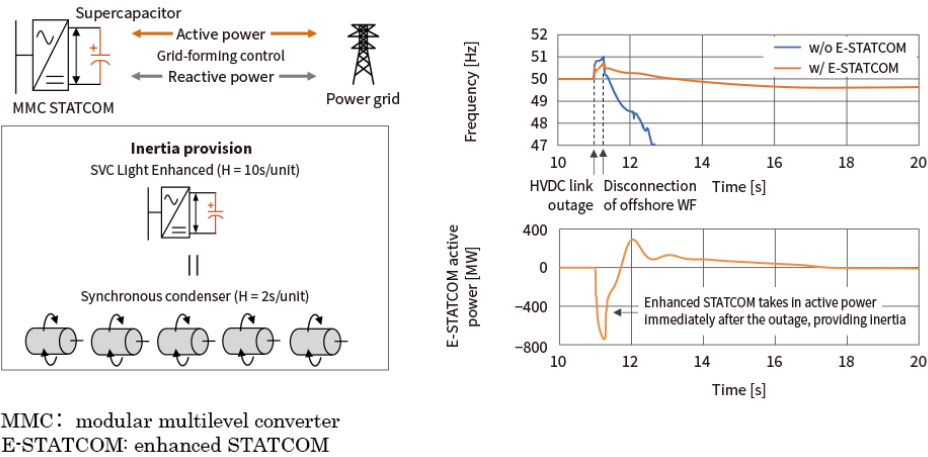 Supercapacitor
Active power
Grid-forming control
Reactive power
MMC STATCOM
Power grid
Inertia provision
SVC Light Enhanced (H = 10s/unit)
Synchronous condenser (H = 2s/unit)
MMC: modular multilevel converter
E-STATCOM: enhanced STATCOM
Frequency [Hz]
52
51
50
49
48
47
w/o E-STATCOM
w/ E-STATCOM
10 12 14 16 18 20
HVDC link
outage
Disconnection
of offshore WF
Time [s]
E-STATCOM active
power [MW]
400
0
−400
−800
Enhanced STATCOM takes in active power
immediately after the outage, providing inertia
10 12 14 16 18 20
Time [s]